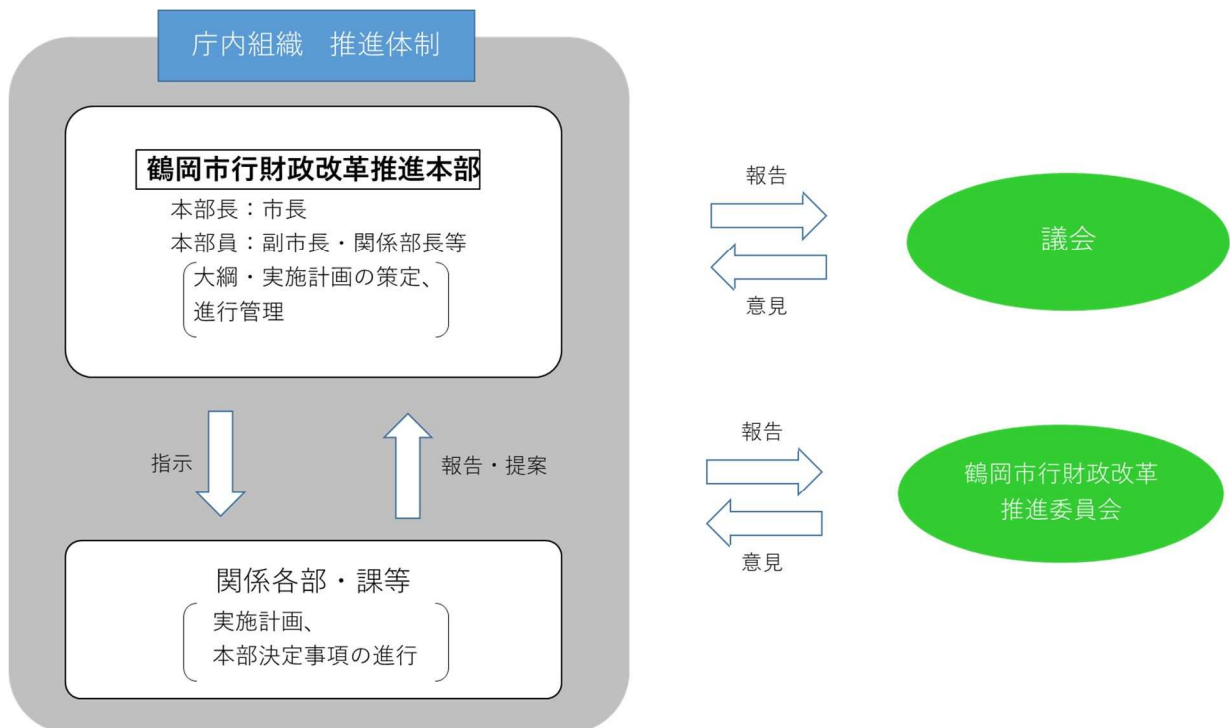 庁内組織　推進体制
鶴岡市行財政改革推進本部
本部長：市長
本部員：副市長・関係部長等
大綱・実施計画の策定、
進行管理
指示
報告・提案
関係各部・課等
実施計画、
本部決定事項の進行
報告
意見
議会
報告
意見
鶴岡市行財政改革
推進委員会